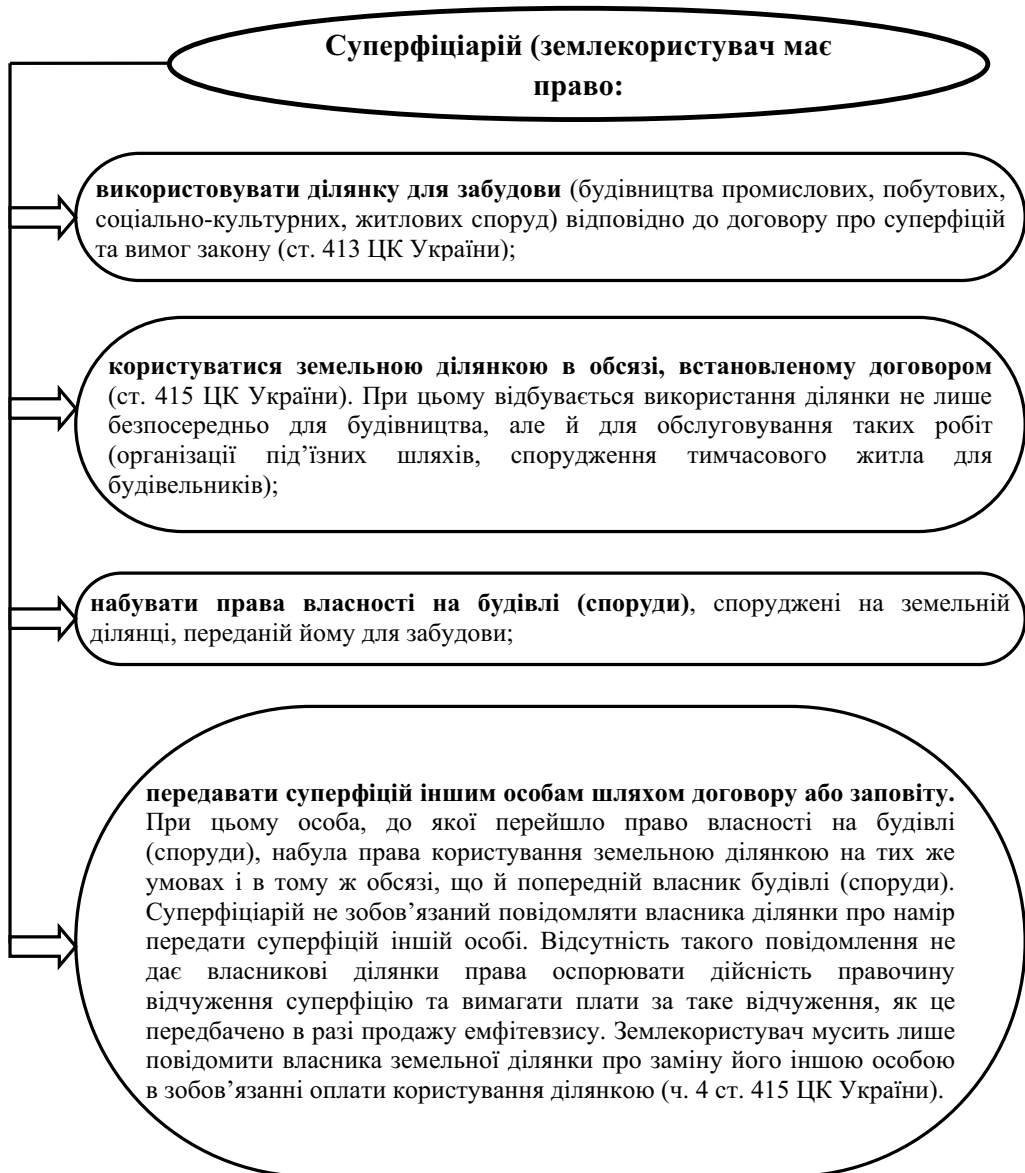 Суперфіціарій (землекористувач має
право:
використовувати ділянку для забудови (будівництва промислових, побутових,
соціально-культурних, житлових споруд) відповідно до договору про суперфіцій
та вимог закону (ст. 413 ЦК України);
користуватися земельною ділянкою в обсязі, встановленому договором
(ст. 415 ЦК України). При цьому відбувається використання ділянки не лише
безпосередньо для будівництва, але й для обслуговування таких робіт
(організації під’їзних шляхів, спорудження тимчасового житла для
будівельників);
набувати права власності на будівлі (споруди), споруджені на земельній
ділянці, переданій йому для забудови;
передавати суперфіцій іншим особам шляхом договору або заповіту.
При цьому особа, до якої перейшло право власності на будівлі
(споруди), набула права користування земельною ділянкою на тих же
умовах і в тому ж обсязі, що й попередній власник будівлі (споруди).
Суперфіціарій не зобов’язаний повідомляти власника ділянки про намір
передати суперфіцій іншій особі. Відсутність такого повідомлення не
дає власникові ділянки права оспорювати дійсність правочину
відчуження суперфіцію та вимагати плати за таке відчуження, як це
передбачено в разі продажу емфітевзису. Землекористувач мусить лише
повідомити власника земельної ділянки про заміну його іншою особою
в зобов’язанні оплати користування ділянкою (ч. 4 ст. 415 ЦК України).